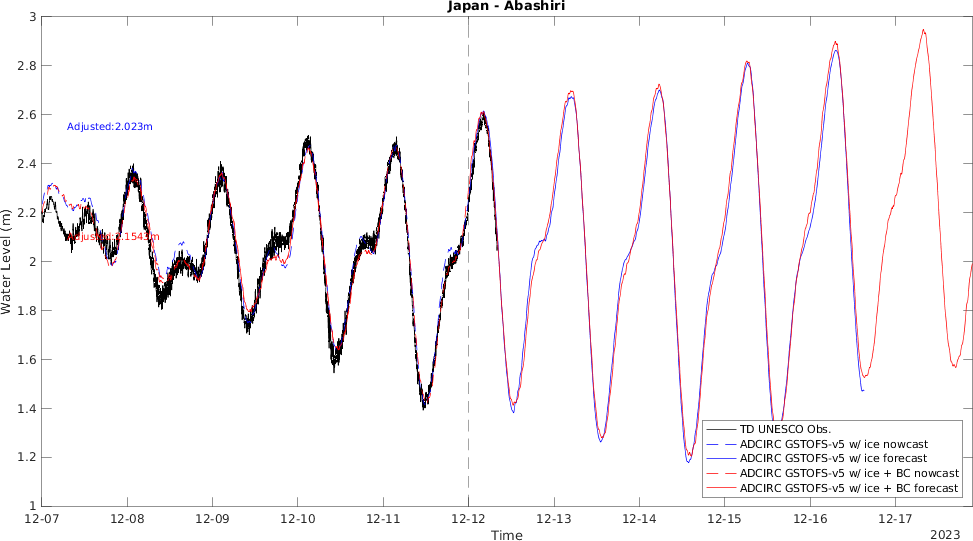 Japan - Abashiri
3
2.8
2.6
2.4
2.2
2
1.8
1.6
1.4
1.2
1
Water Level (m)
Adjusted:2.023m
TD UNESCO Obs.
ADCIRC GSTOFS-v5 w/ ice nowcast
ADCIRC GSTOFS-v5 w/ ice forecast
ADCIRC GSTOFS-v5 w/ ice + BC nowcast
ADCIRC GSTOFS-v5 w/ ice + BC forecast
12-07 12-08 12-09 12-10 12-11 12-12 12-13 12-14 12-15 12-16 12-17
Time
2023